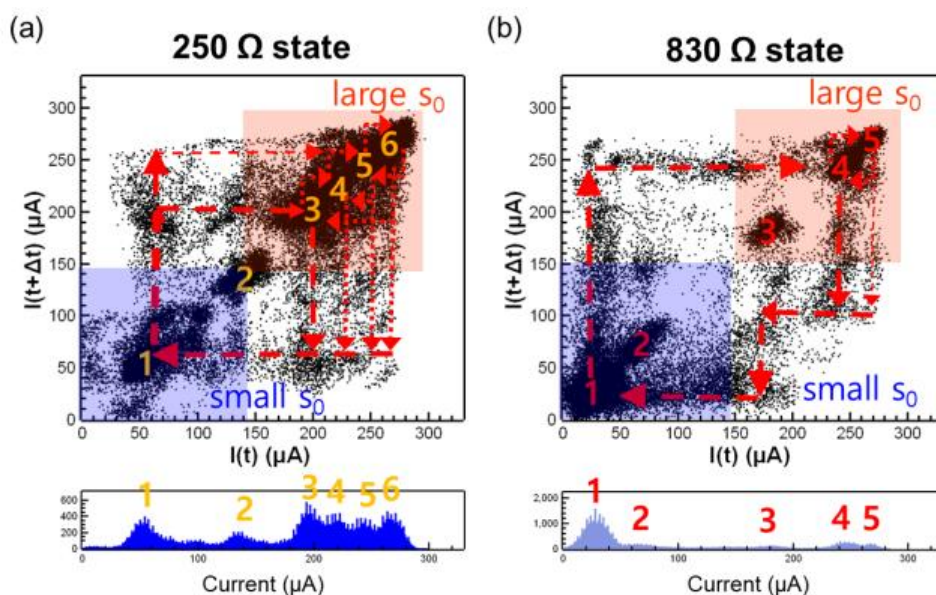 (a)
250 Ω state
large s₀
I(t+Δt) (µA)
300
250
200
150
100
50
0
6
5
4
3
2
1
small s₀
0 50 100 150 200 250 300
I(t) (µA)
1 2 3 4 5 6
600
400
200
0
0 100 200 300
Current (µA)
(b)
830 Ω state
large s₀
I(t+Δt) (µA)
300
250
200
150
100
50
0
5
4
3
2
1
small s₀
0 50 100 150 200 250 300
I(t) (µA)
1 2 3 4 5
2,000
1,000
0
0 100 200 300
Current (µA)